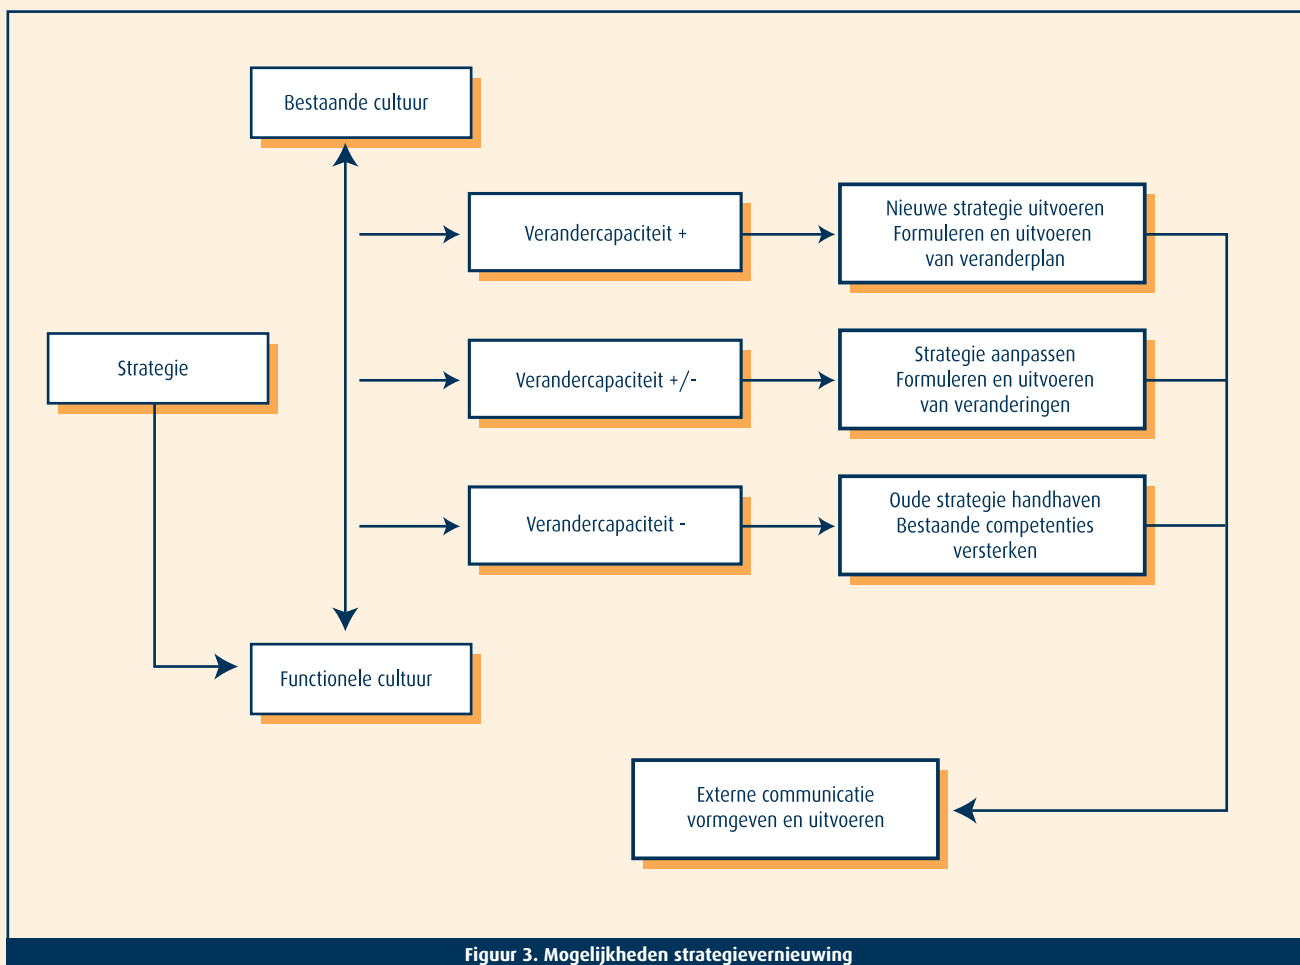 Bestaande cultuur
Verandercapaciteit +
Nieuwe strategie uitvoeren
Formuleren en uitvoeren
van veranderplan
Strategie
Verandercapaciteit +/-
Strategie aanpassen
Formuleren en uitvoeren
van veranderingen
Verandercapaciteit -
Oude strategie handhaven
Bestaande competenties
versterken
Functionele cultuur
Externe communicatie
vormgeven en uitvoeren
Figuur 3. Mogelijkheden strategievernieuwing